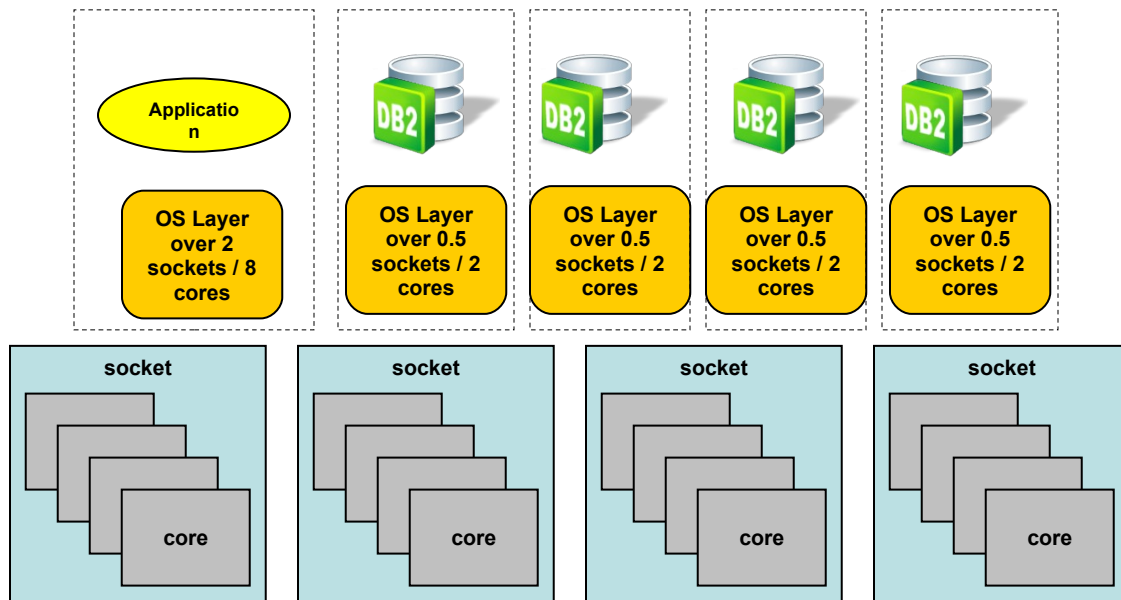 Applicatio
n
DB2
DB2
DB2
DB2
OS Layer
over 2
sockets / 8
cores
OS Layer
over 0.5
sockets / 2
cores
OS Layer
over 0.5
sockets / 2
cores
OS Layer
over 0.5
sockets / 2
cores
OS Layer
over 0.5
sockets / 2
cores
socket
core
socket
core
socket
core
socket
core